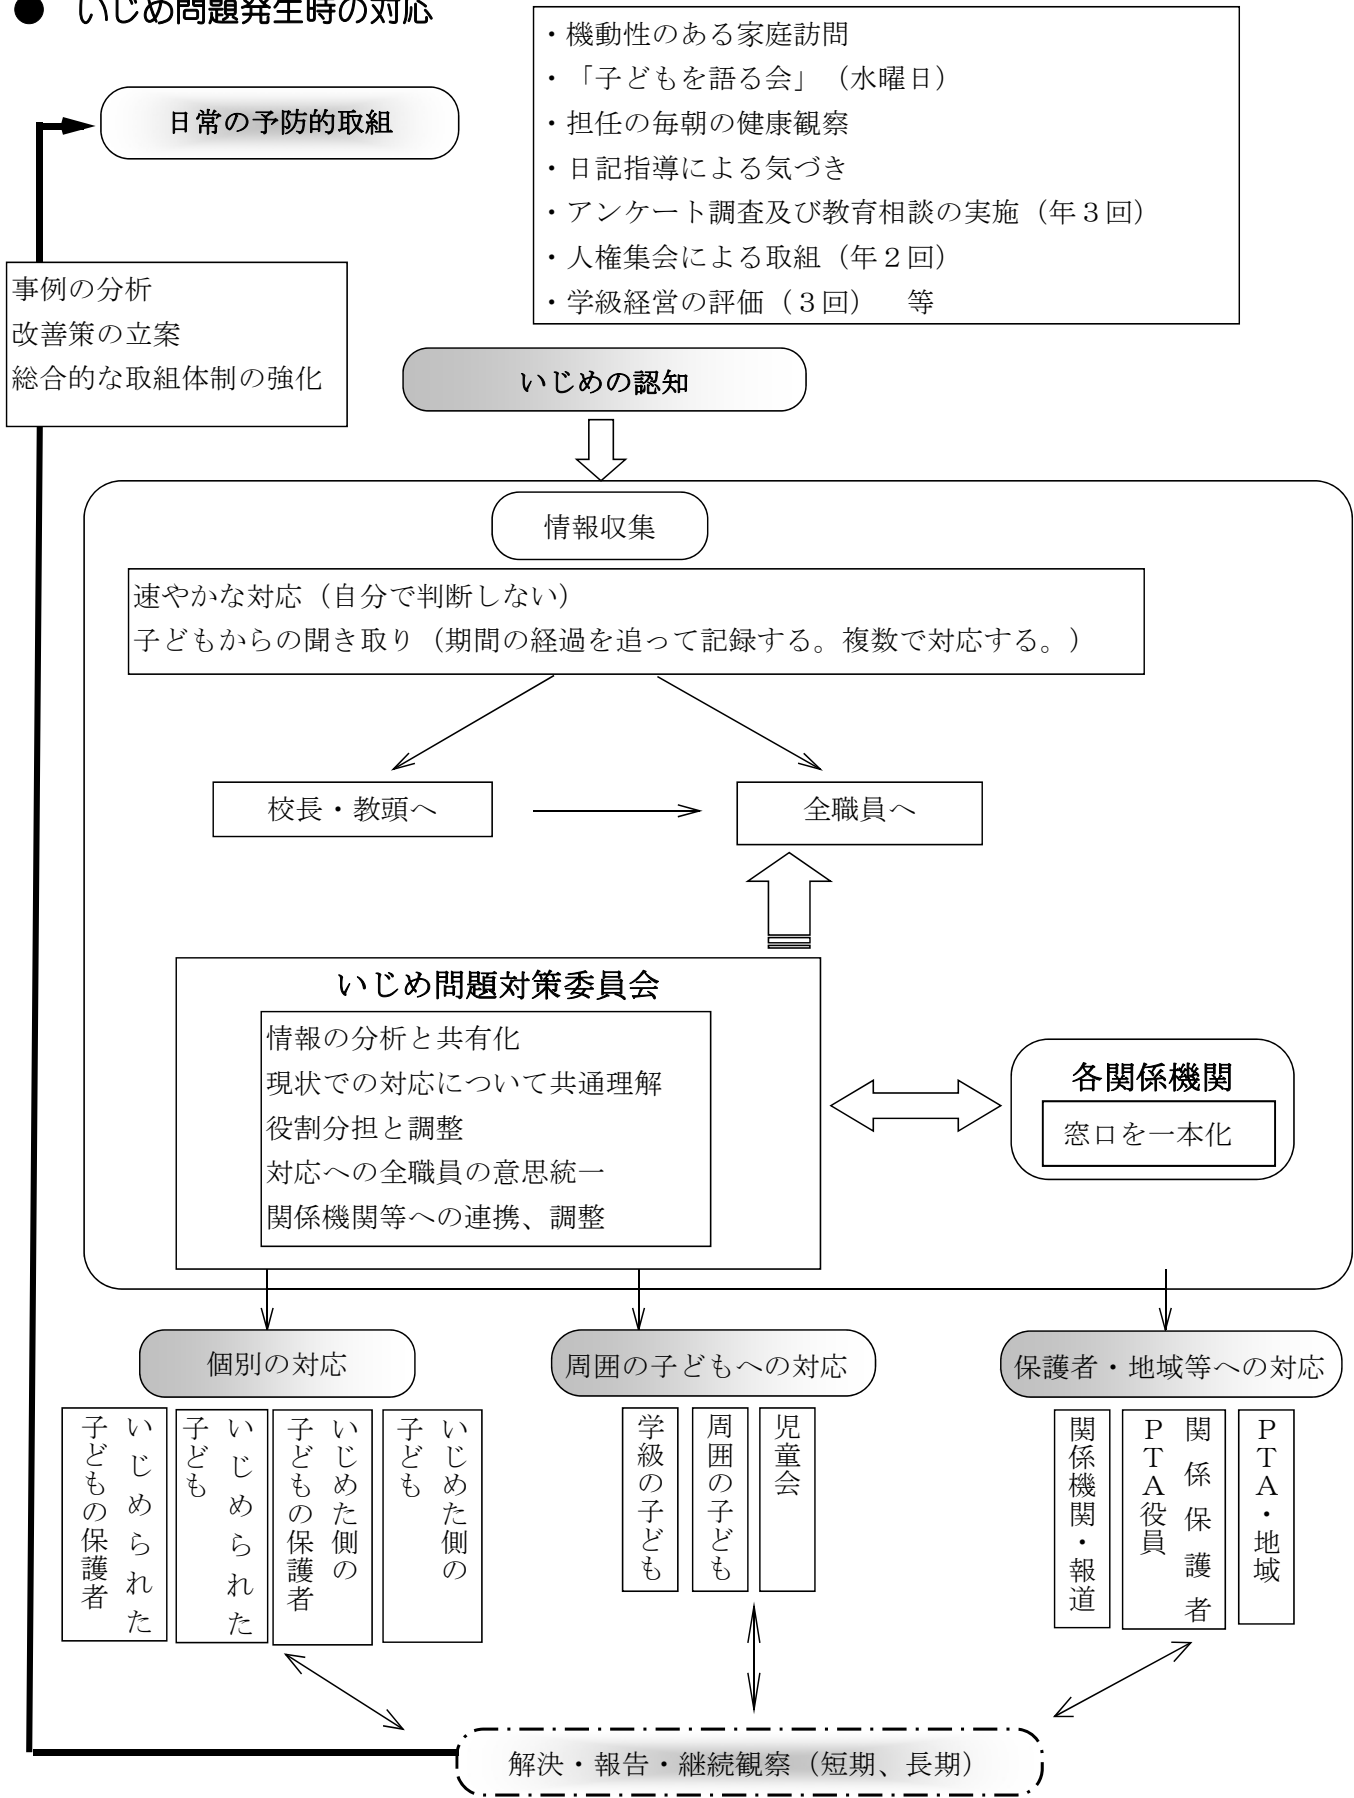 ● いじめ問題発生時の対応
日常の予防的取組
・機動性のある家庭訪問
・「子どもを語る会」（水曜日）
・担任の毎朝の健康観察
・日記指導による気づき
・アンケート調査及び教育相談の実施（年３回）
・人権集会による取組（年２回）
・学級経営の評価（３回）　等
事例の分析
改善策の立案
総合的な取組体制の強化
いじめの認知
情報収集
速やかな対応（自分で判断しない）
子どもからの聞き取り（期間の経過を追って記録する。複数で対応する。）
校長・教頭へ
全職員へ
いじめ問題対策委員会
情報の分析と共有化
現状での対応について共通理解
役割分担と調整
対応への全職員の意思統一
関係機関等への連携、調整
各関係機関
窓口を一本化
個別の対応
いじめられた
子どもの保護者
いじめられた
子ども
いじめた側の
子どもの保護者
いじめた側の
子ども
周囲の子どもへの対応
学級の子ども
周囲の子ども
児童会
保護者・地域等への対応
関係機関・報道
関係保護者
ＰＴＡ役員
ＰＴＡ・地域
解決・報告・継続観察（短期、長期）